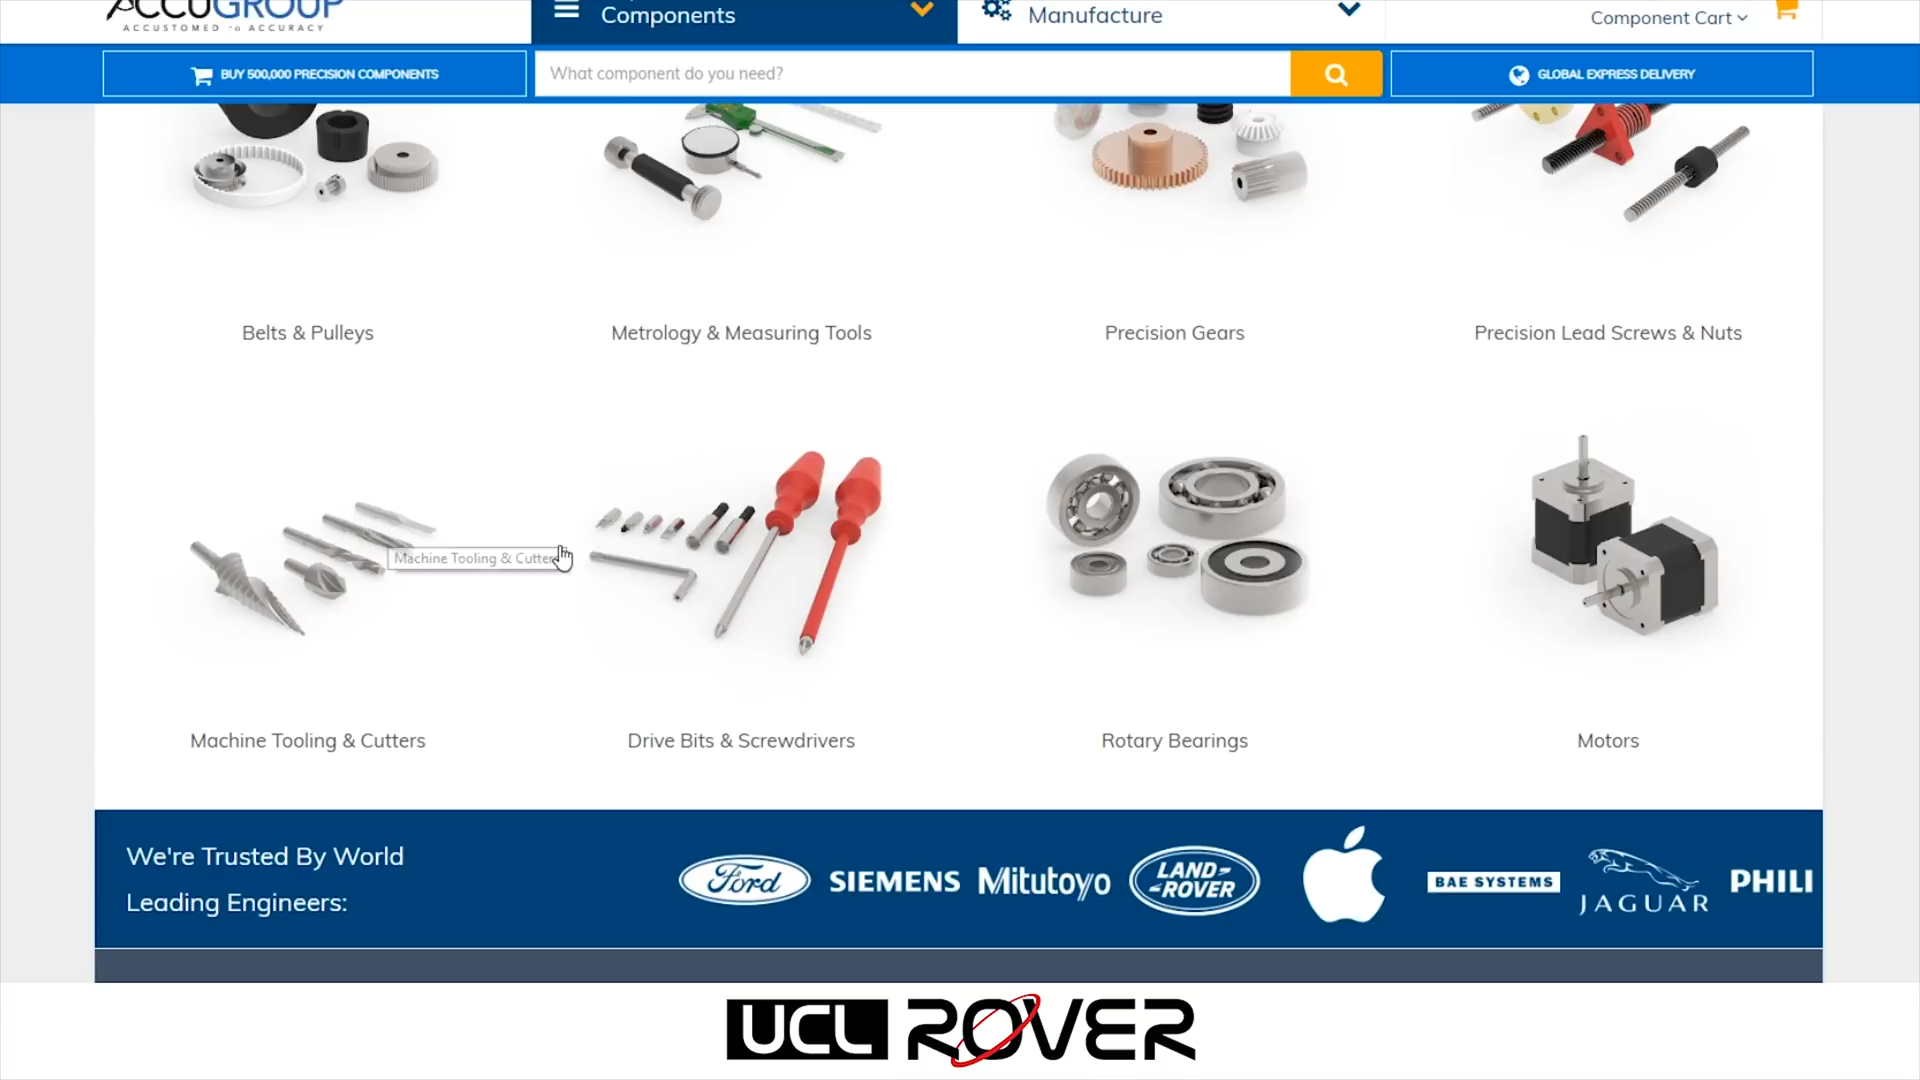 ACCUGROUP
ACCUSTOMED TO ACCURACY
Components
Manufacture
Component Cart
BUY 500,000 PRECISION COMPONENTS
What component do you need?
GLOBAL EXPRESS DELIVERY
Belts & Pulleys
Metrology & Measuring Tools
Precision Gears
Precision Lead Screws & Nuts
Machine Tooling & Cutter
Machine Tooling & Cutters
Drive Bits & Screwdrivers
Rotary Bearings
Motors
We're Trusted By World
Leading Engineers:
Ford
SIEMENS
Mitutoyo
LAND-
-ROVER
BAE SYSTEMS
JAGUAR
PHILI
UCL ROVER